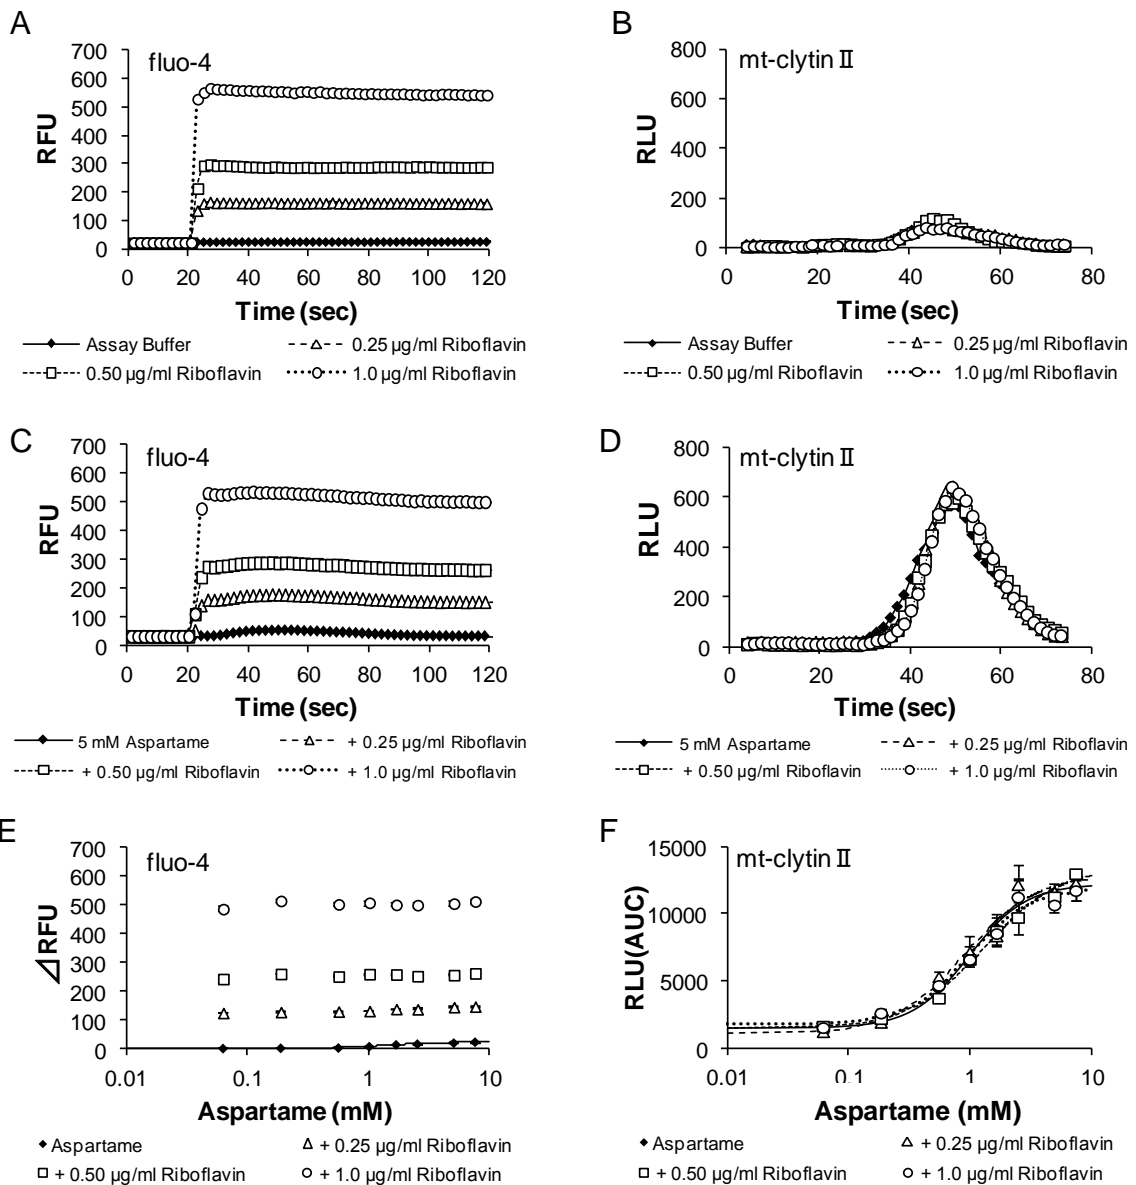 A
fluo-4
RFU
700
600
500
400
300
200
100
0
0 20 40 60 80 100 120
Time (sec)
Assay Buffer 0.25 µg/ml Riboflavin
0.50 µg/ml Riboflavin 1.0 µg/ml Riboflavin
B
mt-clytin Ⅱ
RLU
800
600
400
200
0
0 20 40 60 80
Time (sec)
Assay Buffer 0.25 µg/ml Riboflavin
0.50 µg/ml Riboflavin 1.0 µg/ml Riboflavin
C
fluo-4
RFU
700
600
500
400
300
200
100
0
0 20 40 60 80 100 120
Time (sec)
5 mM Aspartame + 0.25 µg/ml Riboflavin
+ 0.50 µg/ml Riboflavin + 1.0 µg/ml Riboflavin
D
mt-clytin Ⅱ
RLU
800
600
400
200
0
0 20 40 60 80
Time (sec)
5 mM Aspartame + 0.25 µg/ml Riboflavin
+ 0.50 µg/ml Riboflavin + 1.0 µg/ml Riboflavin
E
fluo-4
⊿RFU
700
600
500
400
300
200
100
0
0.01 0.1 1 10
Aspartame (mM)
Aspartame + 0.25 µg/ml Riboflavin
+ 0.50 µg/ml Riboflavin + 1.0 µg/ml Riboflavin
F
mt-clytin Ⅱ
RLU(AUC)
15000
10000
5000
0
0.01 0.1 1 10
Aspartame (mM)
Aspartame + 0.25 µg/ml Riboflavin
+ 0.50 µg/ml Riboflavin + 1.0 µg/ml Riboflavin